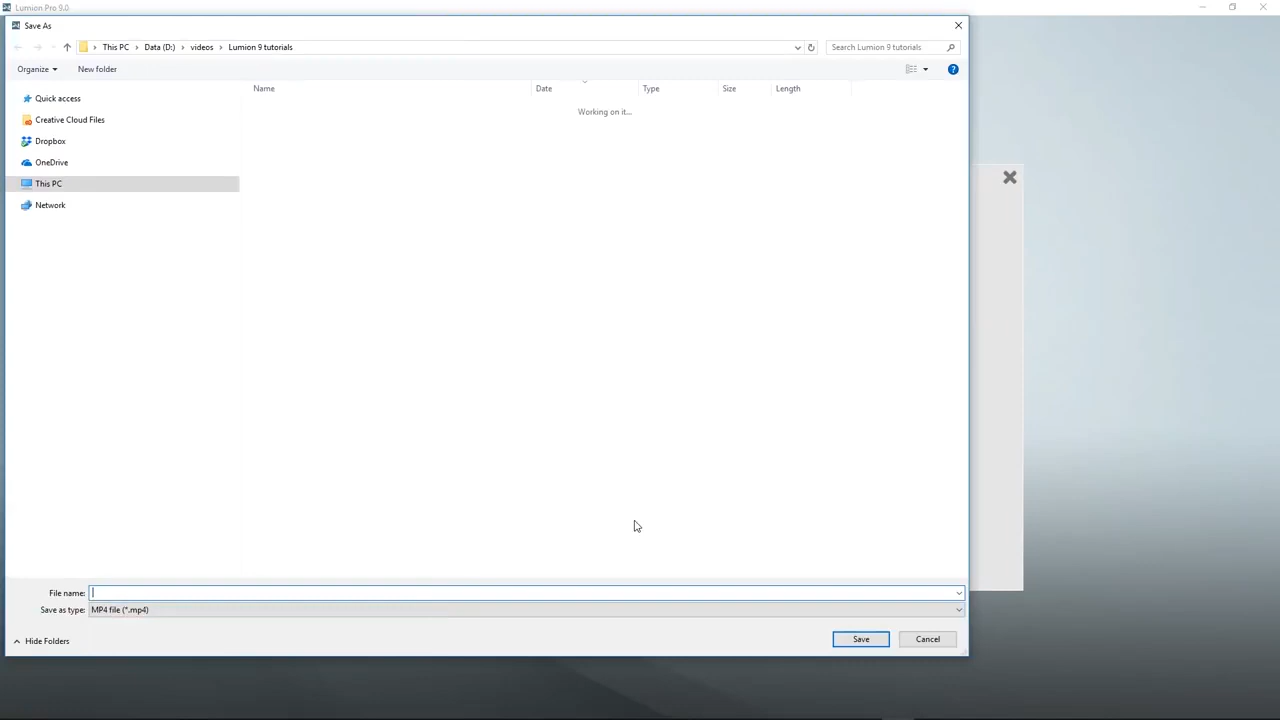 Lumion Pro 9.0
Save As
This PC
Data (D:)
videos
Lumion 9 tutorials
Search Lumion 9 tutorials
Organize
New folder
?
Name
Date
Type
Size
Length
Working on it...
Quick access
Creative Cloud Files
Dropbox
OneDrive
This PC
Network
File name:
Save as type: MP4 file (*.mp4)
Hide Folders
Save
Cancel